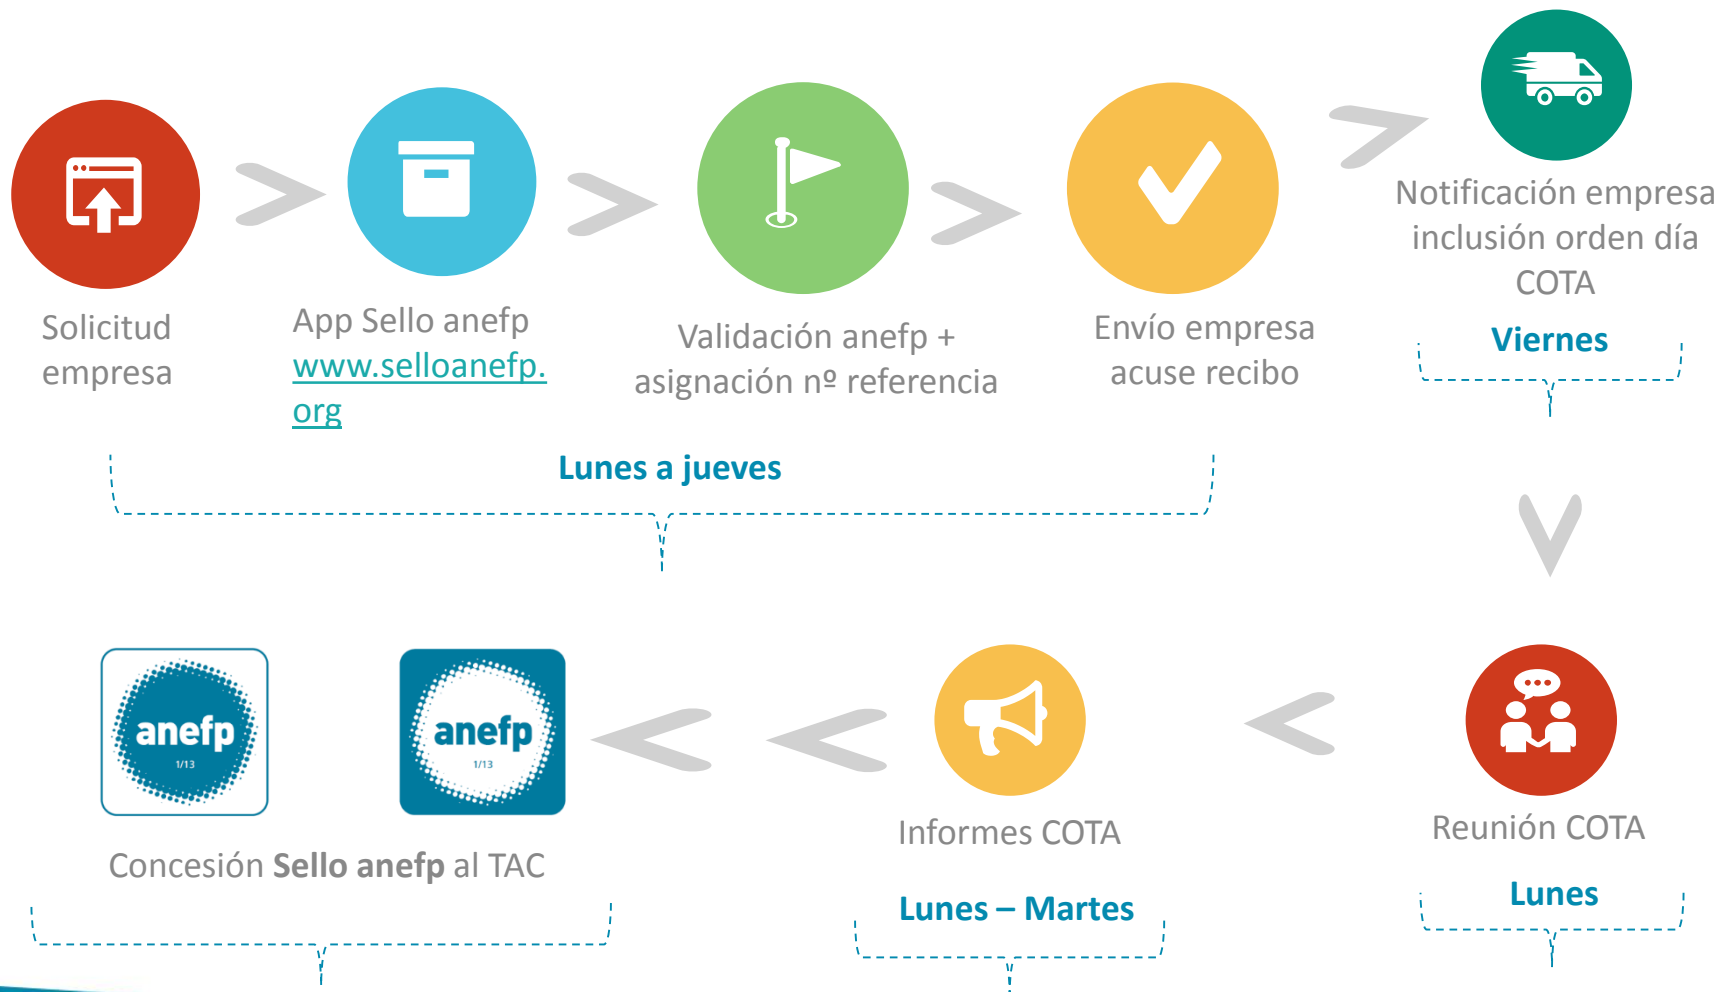 Solicitud
empresa
App Sello anefp
www.selloanefp.
org
Validación anefp +
asignación nº referencia
Envío empresa
acuse recibo
Notificación empresa
inclusión orden día
COTA
Viernes
Lunes a jueves
anefp
1/13
anefp
1/13
Concesión Sello anefp al TAC
Informes COTA
Lunes – Martes
Reunión COTA
Lunes